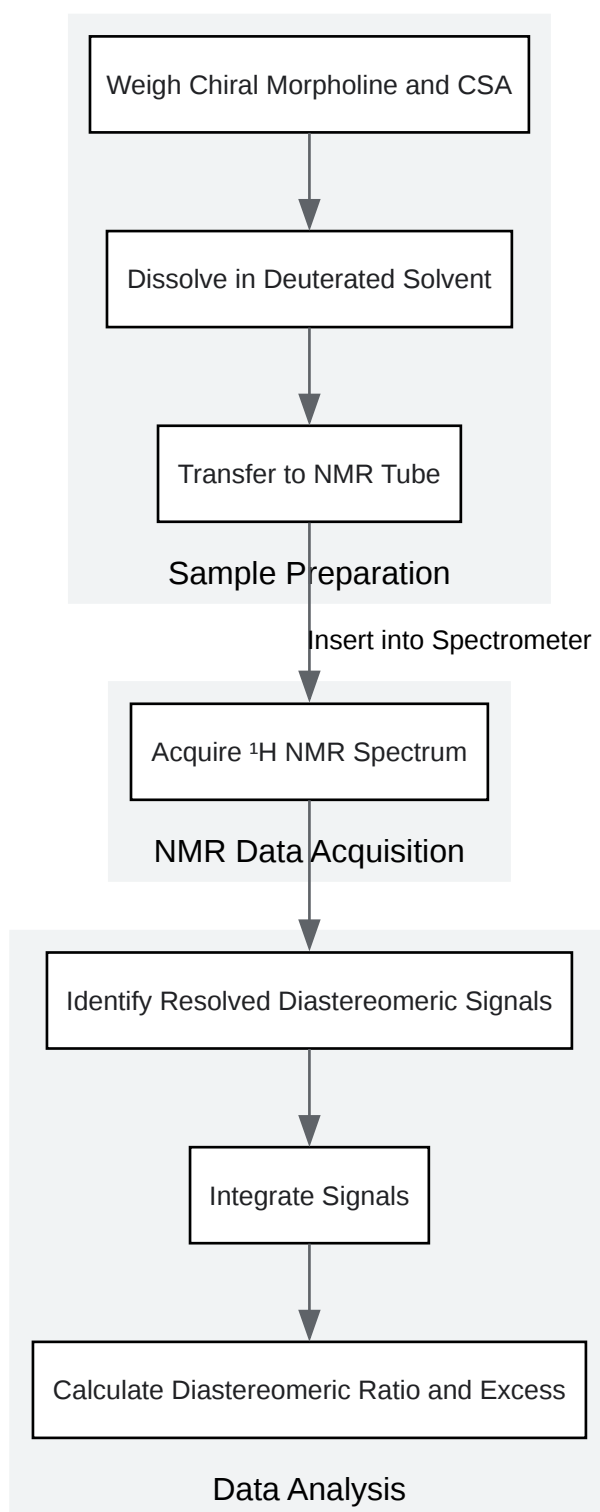 Weigh Chiral Morpholine and CSA
Dissolve in Deuterated Solvent
Transfer to NMR Tube
Sample Preparation
Insert into Spectrometer
Acquire ¹H NMR Spectrum
NMR Data Acquisition
Identify Resolved Diastereomeric Signals
Integrate Signals
Calculate Diastereomeric Ratio and Excess
Data Analysis